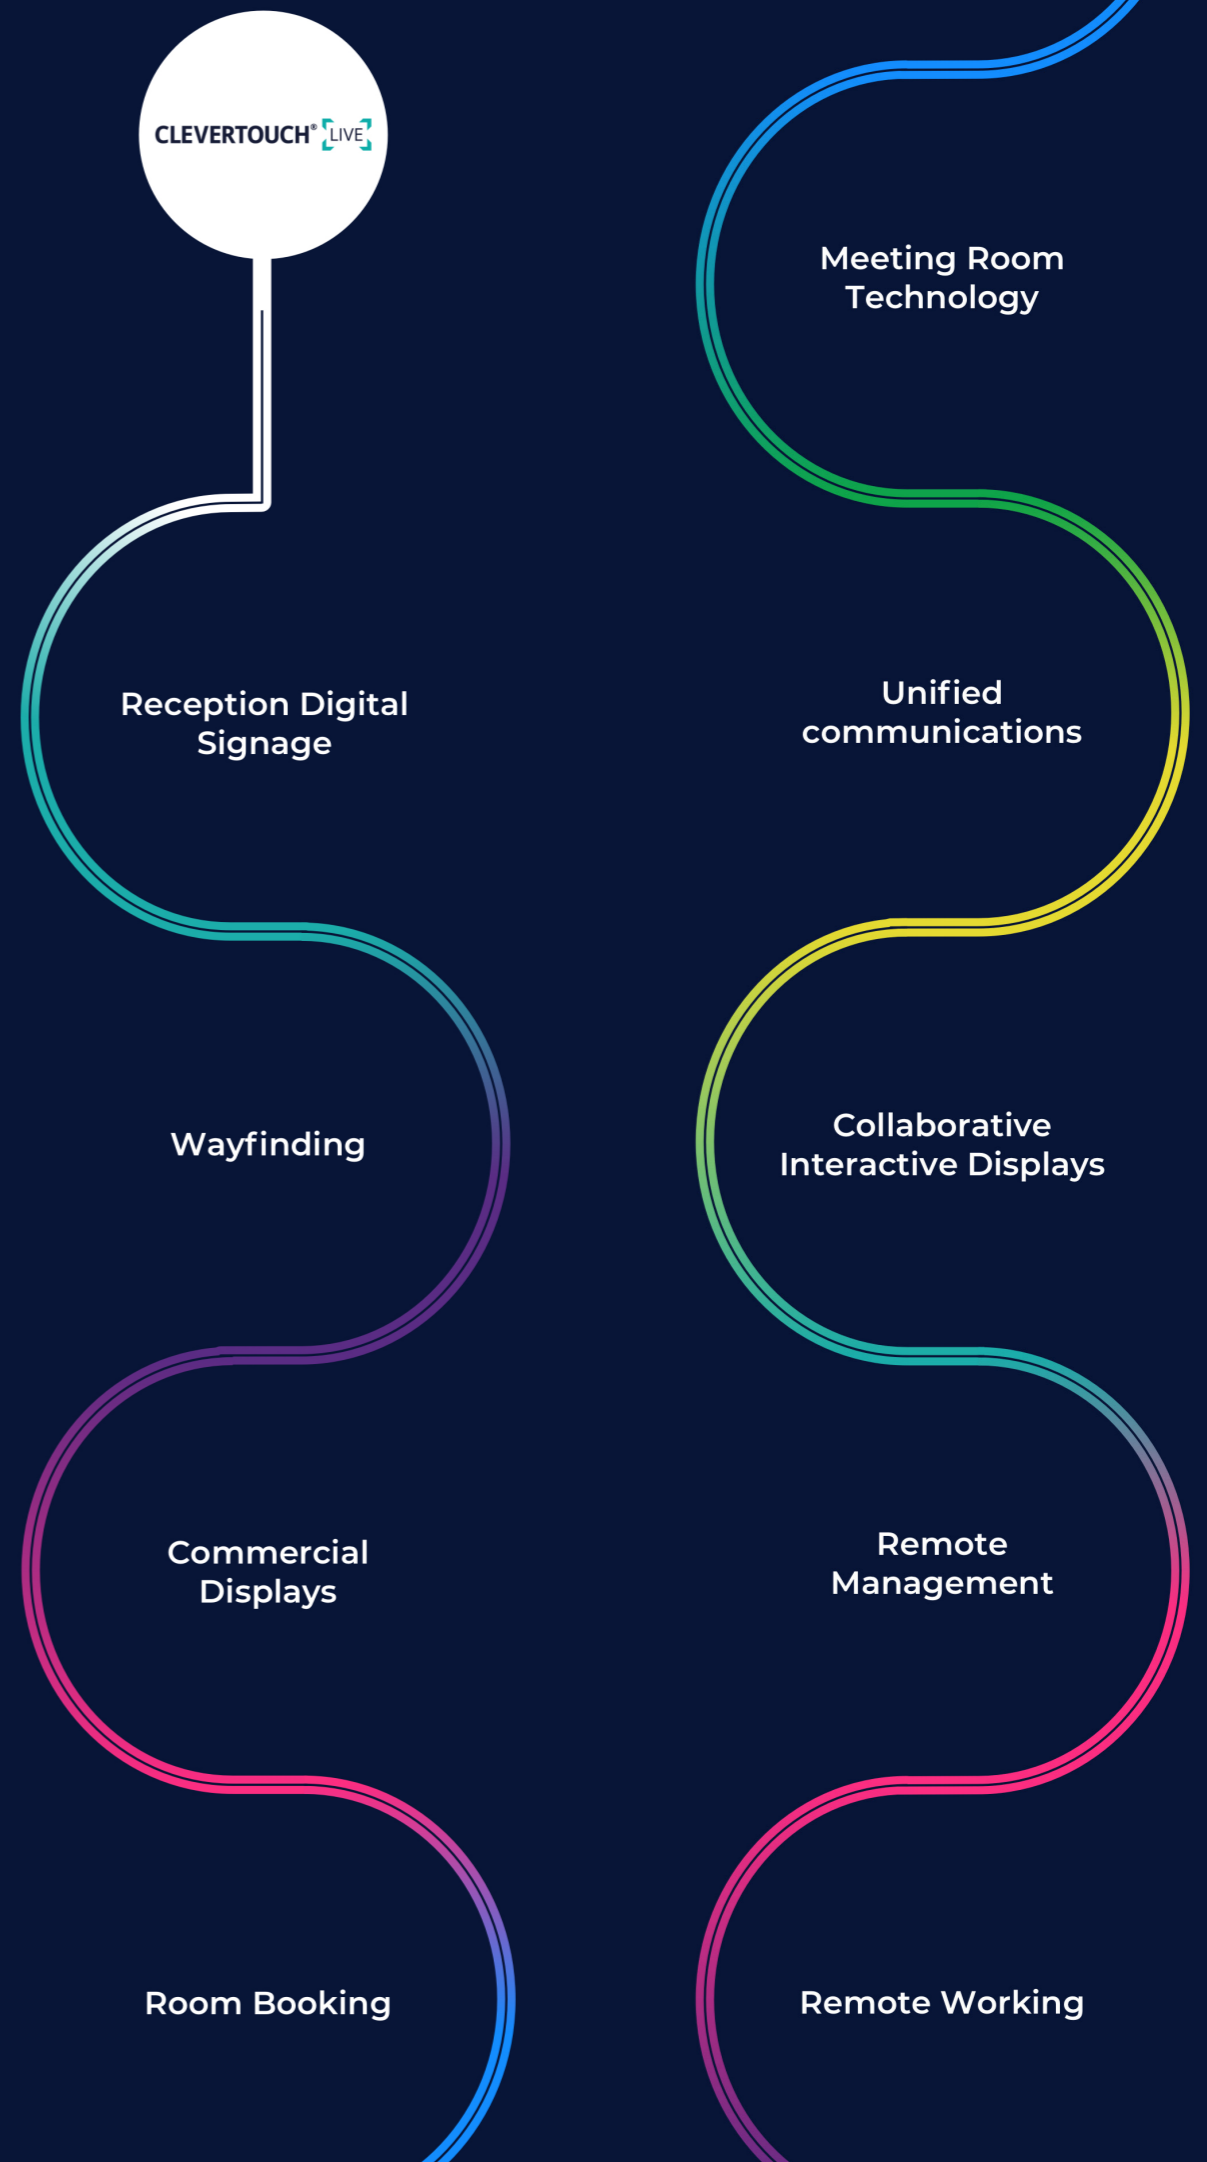 CLEVERTOUCH® LIVE
Reception Digital
Signage
Wayfinding
Commercial
Displays
Room Booking
Meeting Room
Technology
Unified
communications
Collaborative
Interactive Displays
Remote
Management
Remote Working